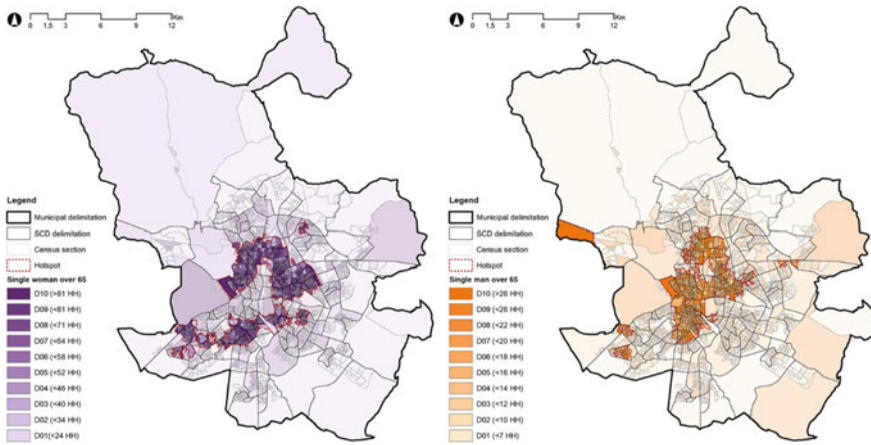 Km
0 1,5 3 6 9 12
Legend
Municipal delimitation
SCD delimitation
Census section
Hotspot
Single woman over 65
D10 (>81 HH)
D09 (<81 HH)
D08 (<71 HH)
D07 (<64 HH)
D06 (<58 HH)
D05 (<52 HH)
D04 (<46 HH)
D03 (<40 HH)
D02 (<34 HH)
D01(<24 HH)
Km
0 1,5 3 6 9 12
Legend
Municipal delimitation
SCD delimitation
Census section
Hotspot
Single man over 65
D10 (>26 HH)
D09 (<26 HH)
D08 (<22 HH)
D07 (<20 HH)
D06 (<18 HH)
D05 (<16 HH)
D04 (<14 HH)
D03 (<12 HH)
D02 (<10 HH)
D01 (<7 HH)